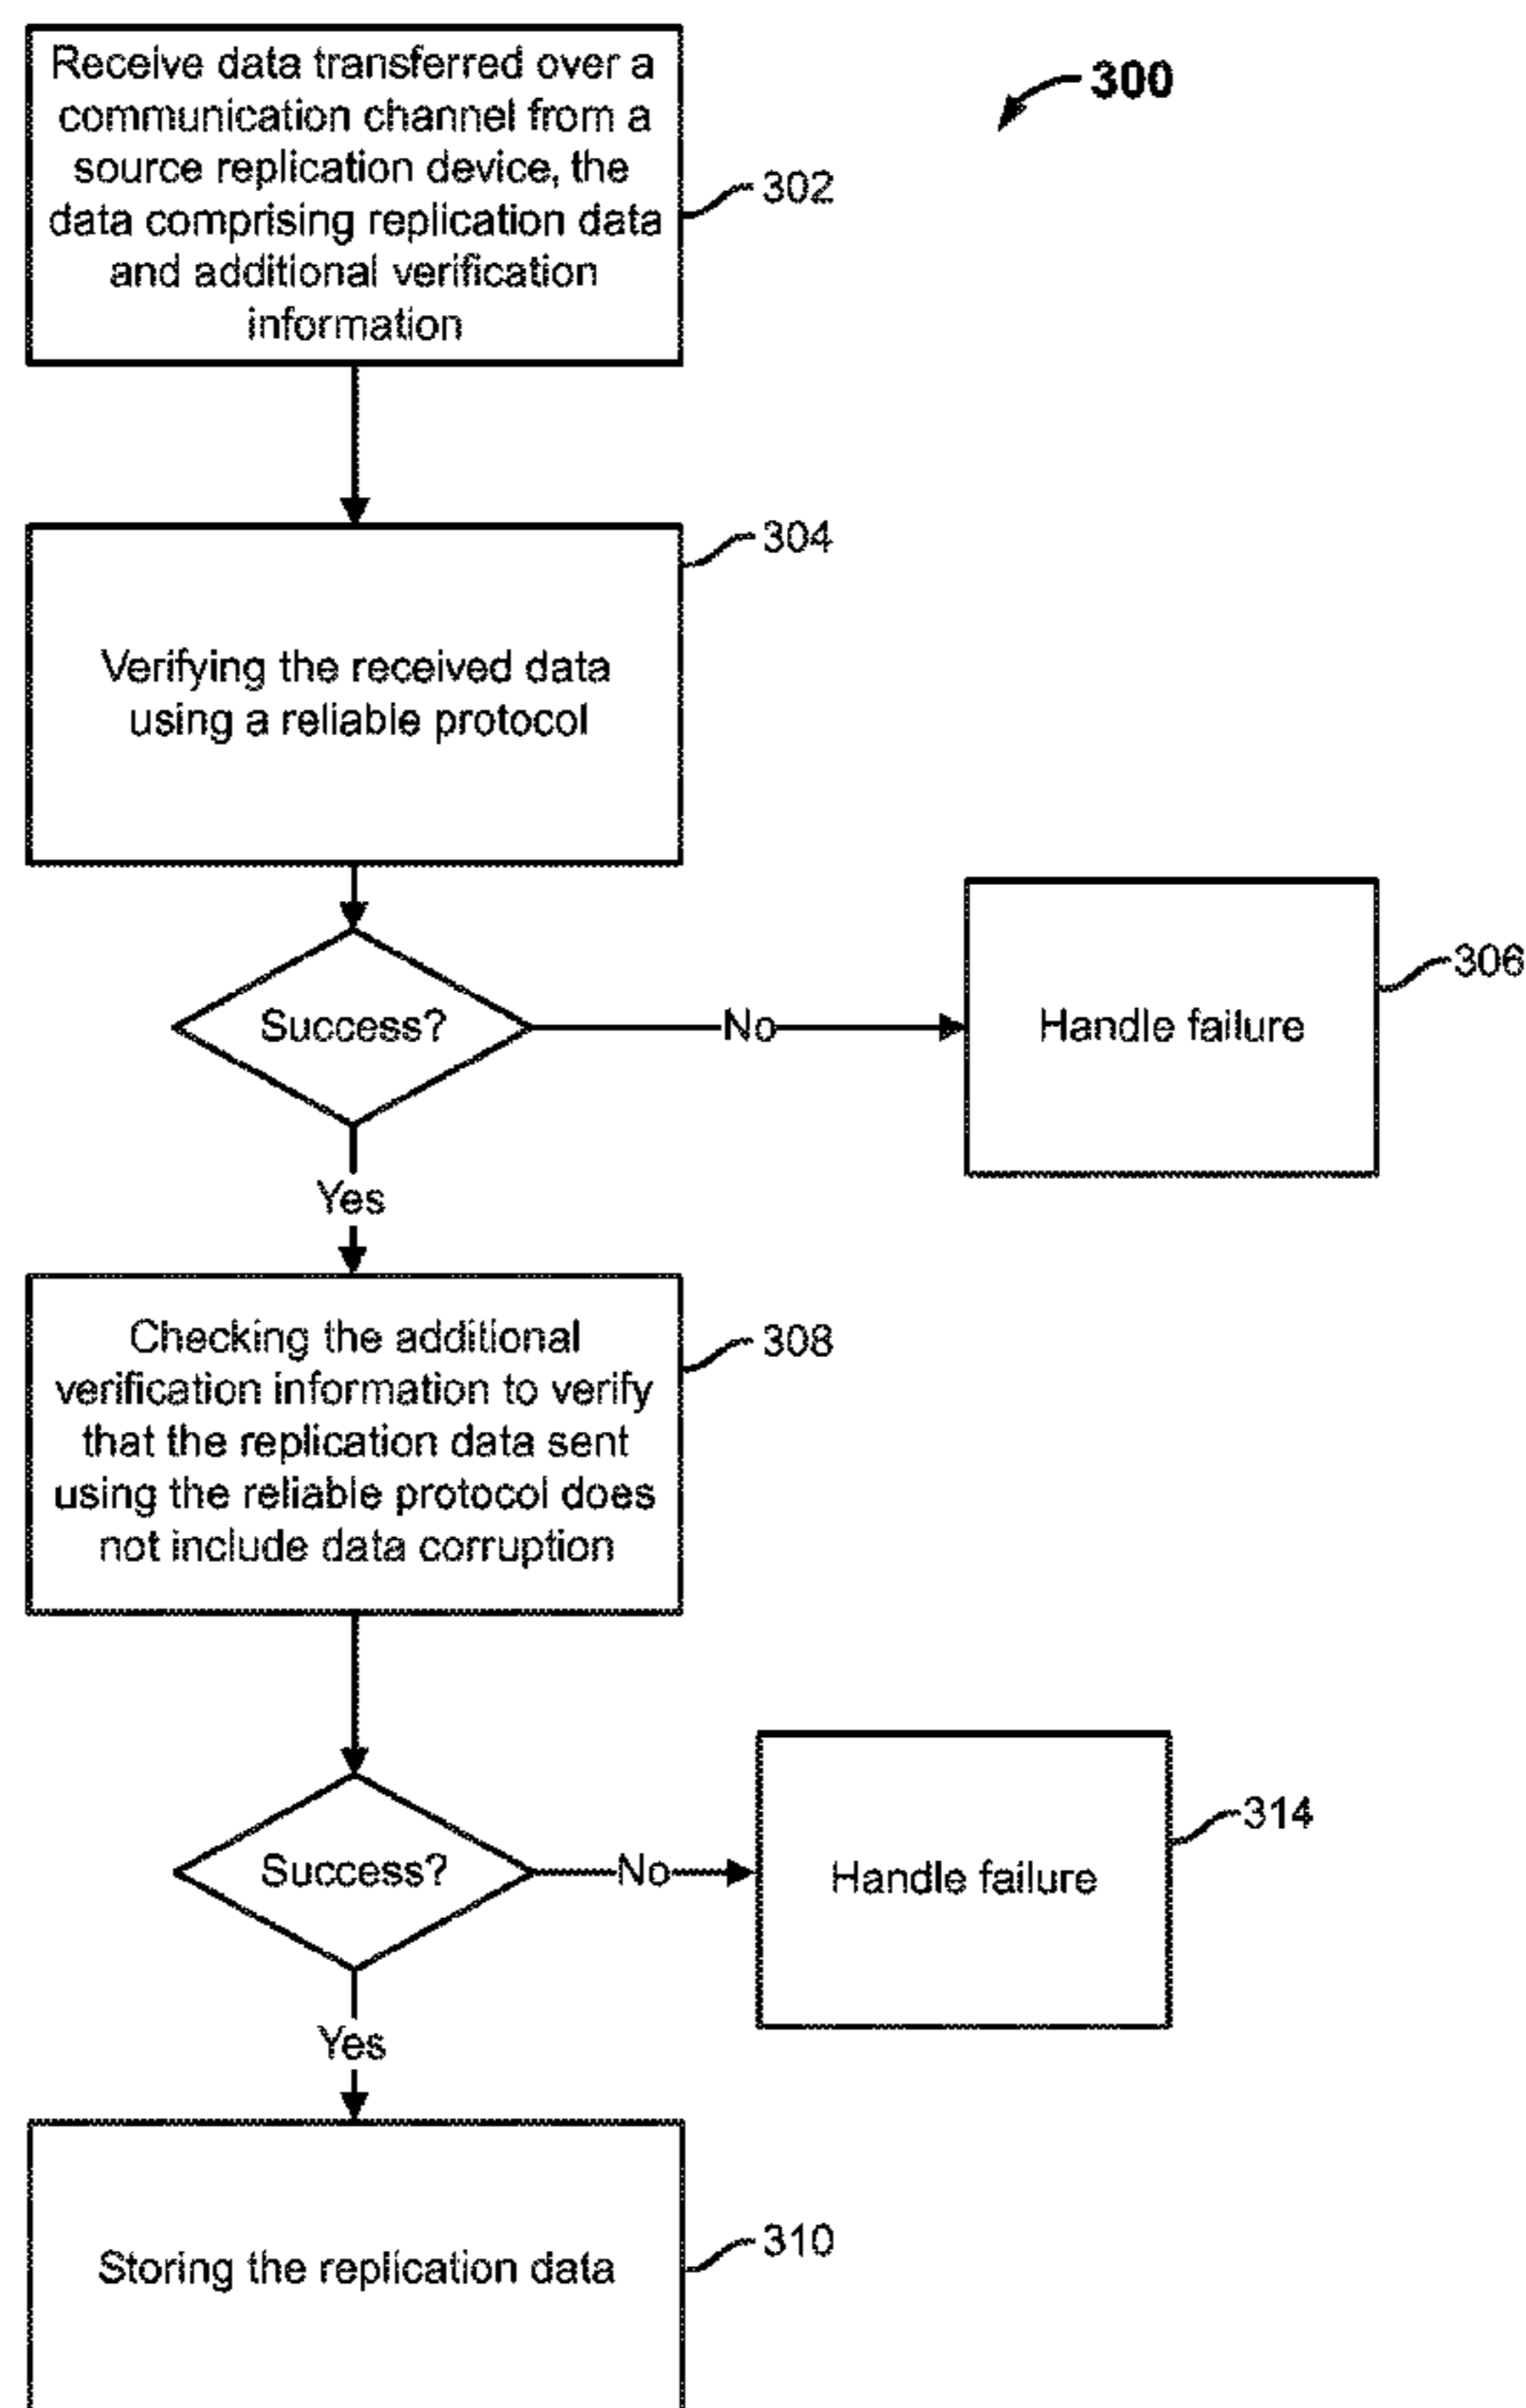 Receive data transferred over a
communication channel from a
source replication device, the
data comprising replication data
and additional verification
information
300
302
304
Verifying the received data
using a reliable protocol
306
Success?
No
Handle failure
Yes
Checking the additional
verification information to verify
that the replication data sent
using the reliable protocol does
not include data corruption
308
314
Success?
No
Handle failure
Yes
Storing the replication data
310